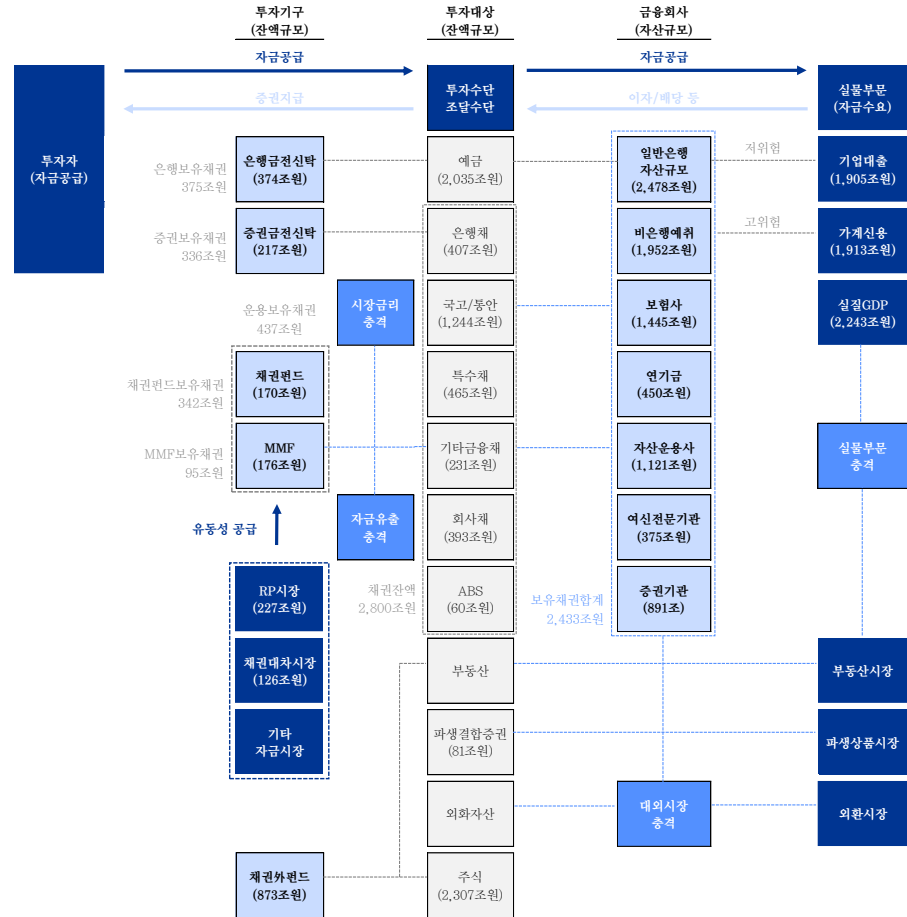 투자기구
(잔액규모)
투자대상
(잔액규모)
금융회사
(자산규모)
자금공급
자금공급
투자자
(자금공급)
증권지급
투자수단
조달수단
이자/배당 등
실물부문
(자금수요)
은행보유채권
375조원
은행금전신탁
(374조원)
예금
(2,035조원)
일반은행
자산규모
(2,478조원)
저위험
기업대출
(1,905조원)
증권보유채권
336조원
증권금전신탁
(217조원)
은행채
(407조원)
비은행예취
(1,952조원)
고위험
가계신용
(1,913조원)
운용보유채권
437조원
시장금리
충격
국고/통안
(1,244조원)
보험사
(1,445조원)
실질GDP
(2,243조원)
채권펀드보유채권
342조원
채권펀드
(170조원)
특수채
(465조원)
연기금
(450조원)
MMF보유채권
95조원
MMF
(176조원)
기타금융채
(231조원)
자산운용사
(1,121조원)
실물부문
충격
유동성 공급
자금유출
충격
회사채
(393조원)
여신전문기관
(375조원)
RP시장
(227조원)
채권잔액
2,800조원
ABS
(60조원)
보유채권합계
2,433조원
증권기관
(891조)
채권대차시장
(126조원)
부동산
부동산시장
기타
자금시장
파생결합증권
(81조원)
파생상품시장
외화자산
대외시장
충격
외환시장
채권外펀드
(873조원)
주식
(2,307조원)